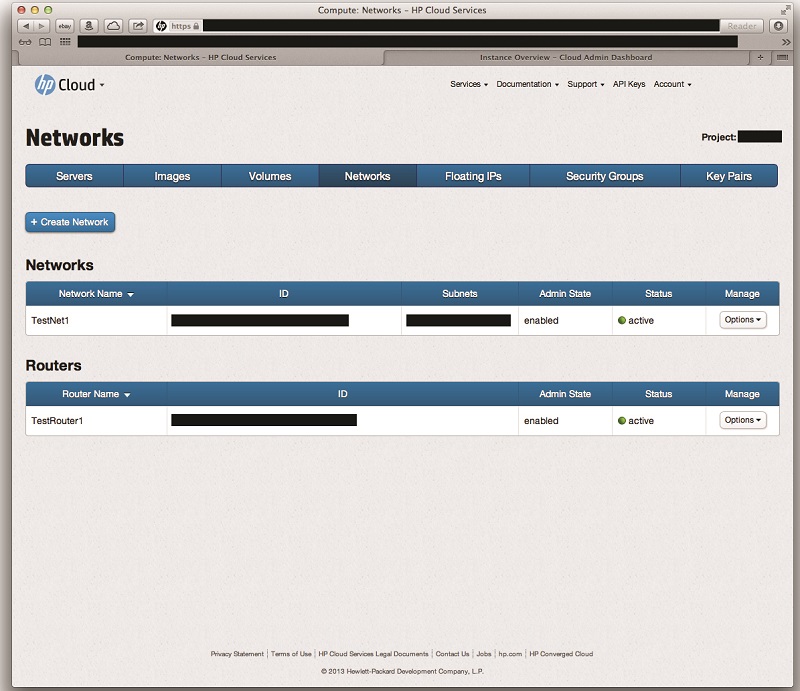 Compute: Networks – HP Cloud Services
ebay https Reader
Compute: Networks – HP Cloud Services Instance Overview – Cloud Admin Dashboard +
hp Cloud Services Documentation Support API Keys Account
Networks
Project:
Servers Images Volumes Networks Floating IPs Security Groups Key Pairs
+ Create Network
Networks
Network Name ID Subnets Admin State Status Manage
TestNet1 enabled active Options
Routers
Router Name ID Admin State Status Manage
TestRouter1 enabled active Options
Privacy Statement | Terms of Use | HP Cloud Services Legal Documents | Contact Us | Jobs | hp.com | HP Converged Cloud
© 2013 Hewlett-Packard Development Company, L.P.